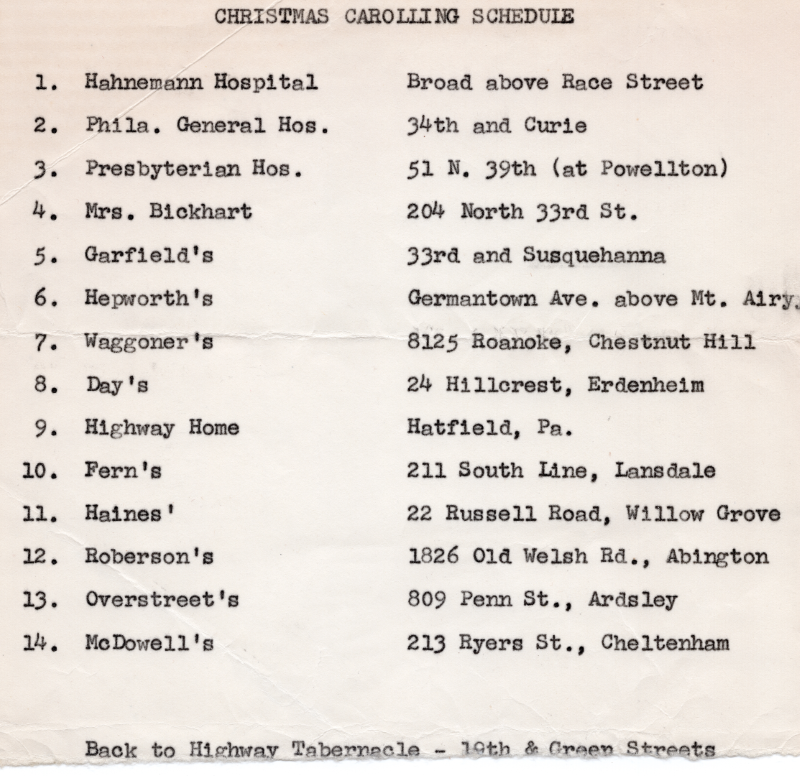 CHRISTMAS CAROLLING SCHEDULE
1. Hahnemann Hospital Broad above Race Street
2. Phila. General Hos. 34th and Curie
3. Presbyterian Hos. 51 N. 39th (at Powellton)
4. Mrs. Bickhart 204 North 33rd St.
5. Garfield's 33rd and Susquehanna
6. Hepworth's Germantown Ave. above Mt. Airy.
7. Waggoner's 8125 Roanoke, Chestnut Hill
8. Day's 24 Hillcrest, Erdenheim
9. Highway Home Hatfield, Pa.
10. Fern's 211 South Line, Lansdale
11. Haines' 22 Russell Road, Willow Grove
12. Roberson's 1826 Old Welsh Rd., Abington
13. Overstreet's 809 Penn St., Ardsley
14. McDowell's 213 Ryers St., Cheltenham
Back to Highway Tabernacle - 19th & Green Streets